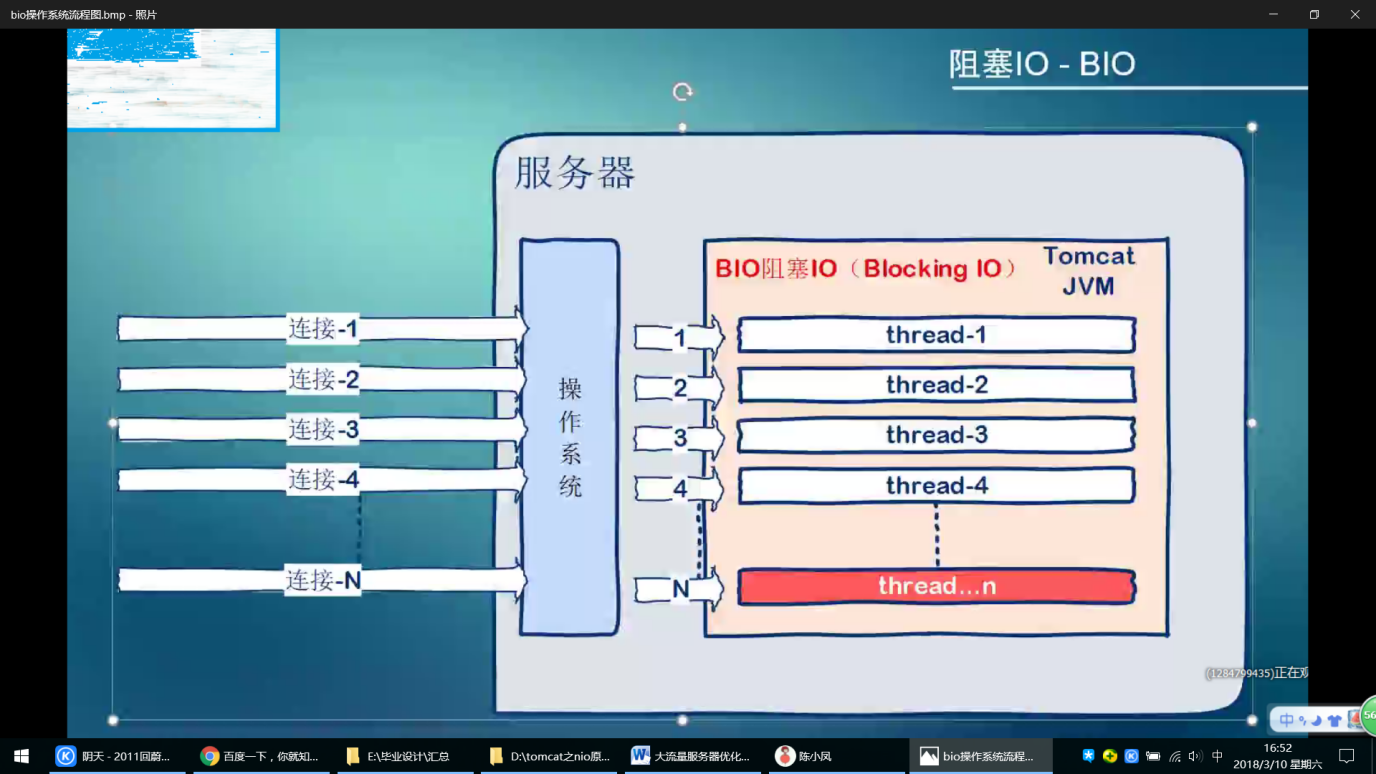 bio操作系统流程图.bmp - 照片
阻塞IO - BIO
服务器
BIO阻塞IO（Blocking IO）
Tomcat
JVM
连接-1
1
thread-1
连接-2
2
thread-2
连接-3
3
thread-3
连接-4
4
thread-4
连接-N
N
thread...n
操
作
系
统
(1284799435)正在观
中
56
阴天 - 2011回蔚...
百度一下，你就知...
E:\毕业设计\汇总
D:\tomcat之nio原...
大流量服务器优化...
陈小凤
bio操作系统流程...
中
16:52
2018/3/10 星期六